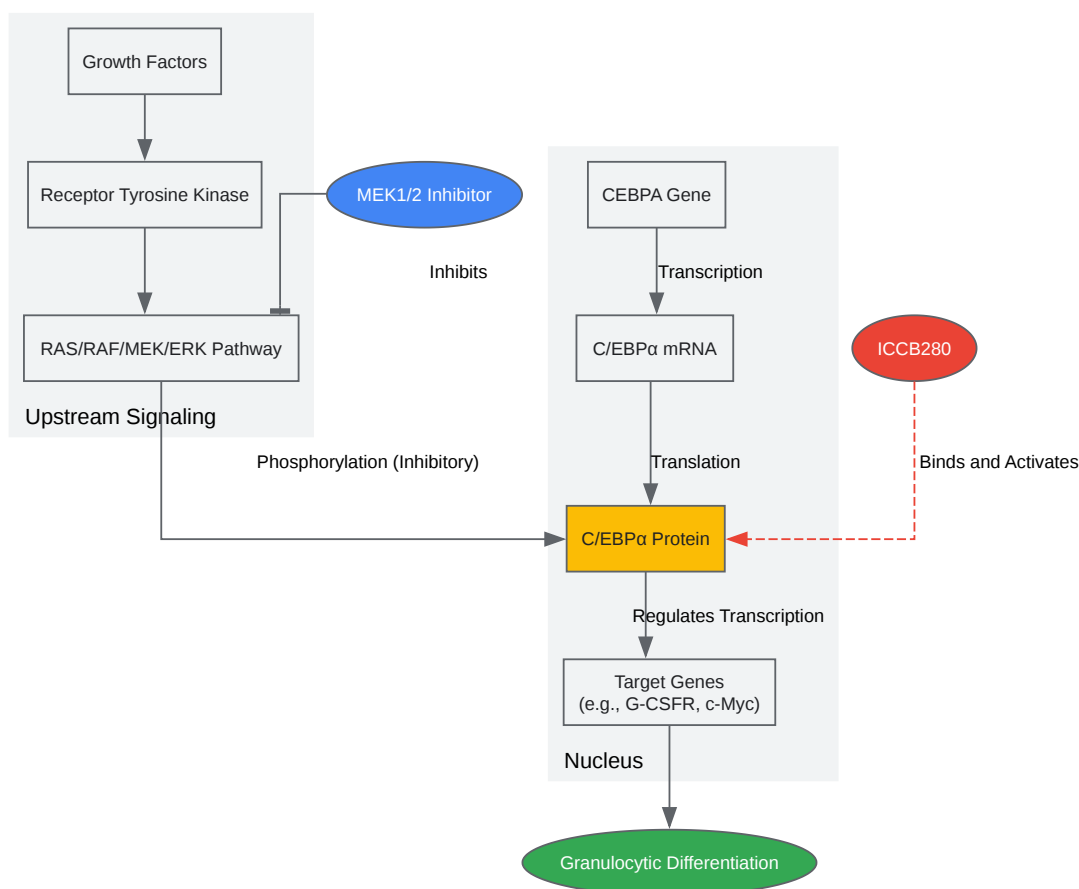 Growth Factors
Receptor Tyrosine Kinase
MEK1/2 Inhibitor
CEBPA Gene
Inhibits
Transcription
RAS/RAF/MEK/ERK Pathway
C/EBPα mRNA
ICCB280
Upstream Signaling
Phosphorylation (Inhibitory)
Translation
Binds and Activates
C/EBPα Protein
Regulates Transcription
Target Genes
(e.g., G-CSFR, c-Myc)
Nucleus
Granulocytic Differentiation